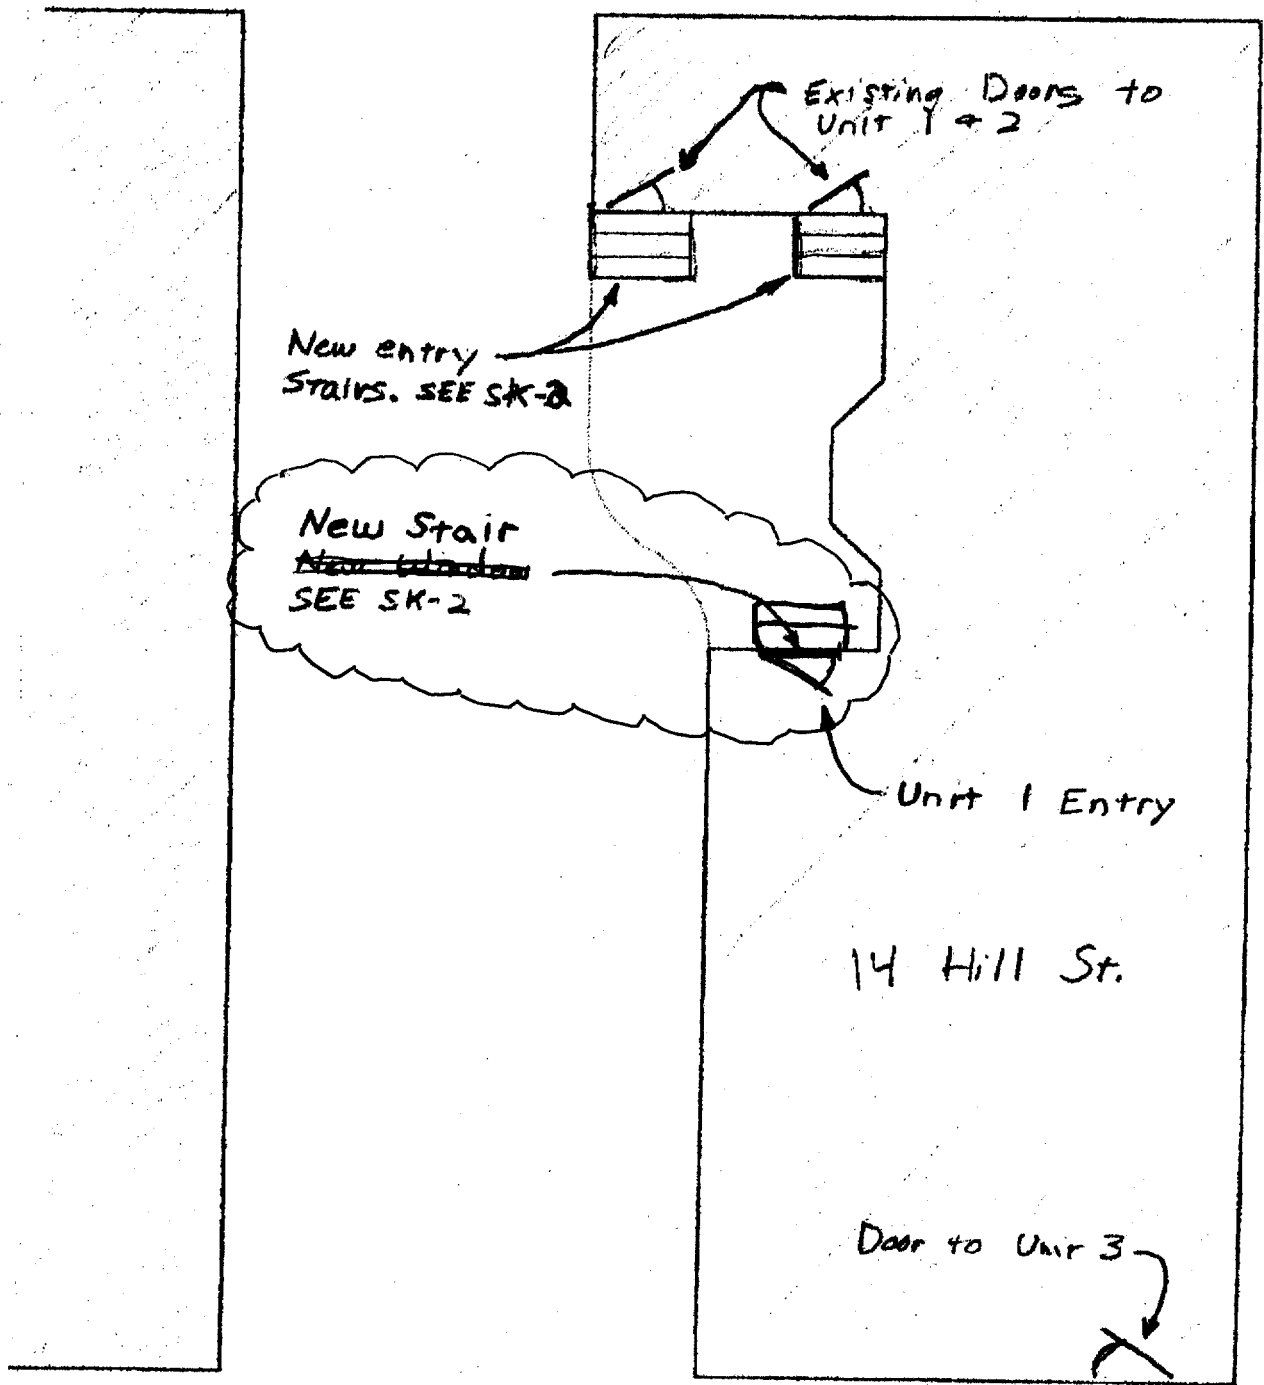 Existing Doors to
Unit 1 & 2
New entry
Stairs. SEE SK-2
New Stair
New Window
SEE SK-2
Unit 1 Entry
14 Hill St.
Door to Unit 3